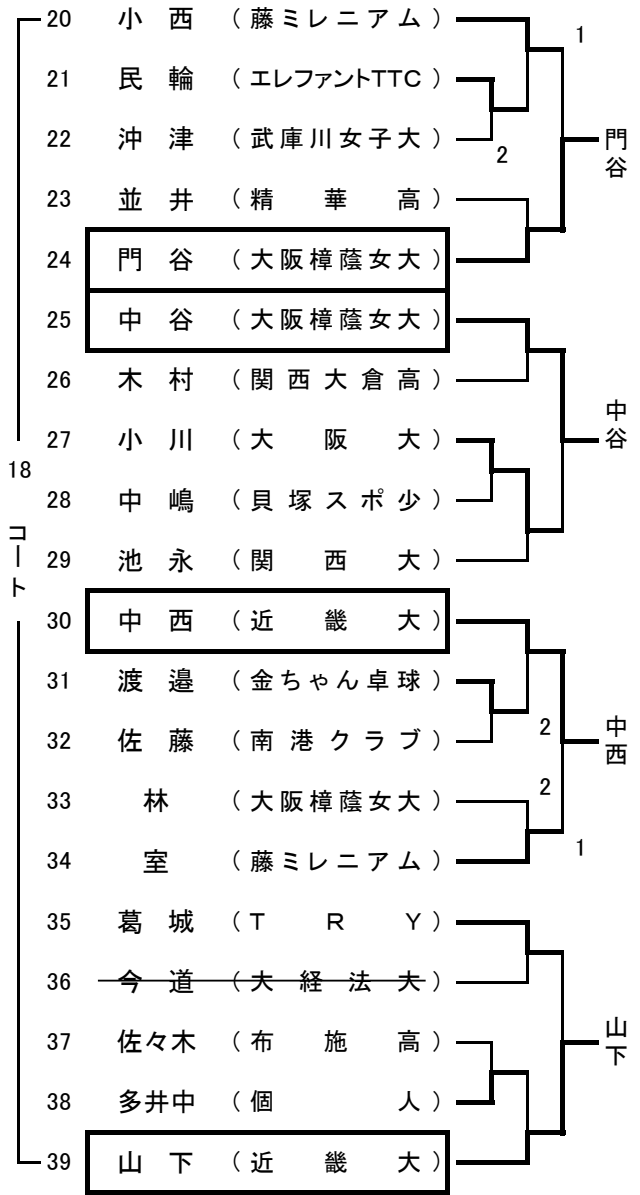 20 小西 (藤ミレニアム)
1
21 民輪 (エレファントTTC)
22 沖津 (武庫川女子大)
2
門谷
23 並井 (精華高)
24 門谷 (大阪樟蔭女大)
25 中谷 (大阪樟蔭女大)
26 木村 (関西大倉高)
中谷
27 小川 (大阪大)
18コート
28 中嶋 (貝塚スポ少)
29 池永 (関西大)
30 中西 (近畿大)
31 渡邉 (金ちゃん卓球)
32 佐藤 (南港クラブ)
2
中西
2
33 林 (大阪樟蔭女大)
34 室 (藤ミレニアム)
1
35 葛城 (TRY)
36 今道 (大経法大)
37 佐々木 (布施高)
山下
38 多井中 (個人)
39 山下 (近畿大)